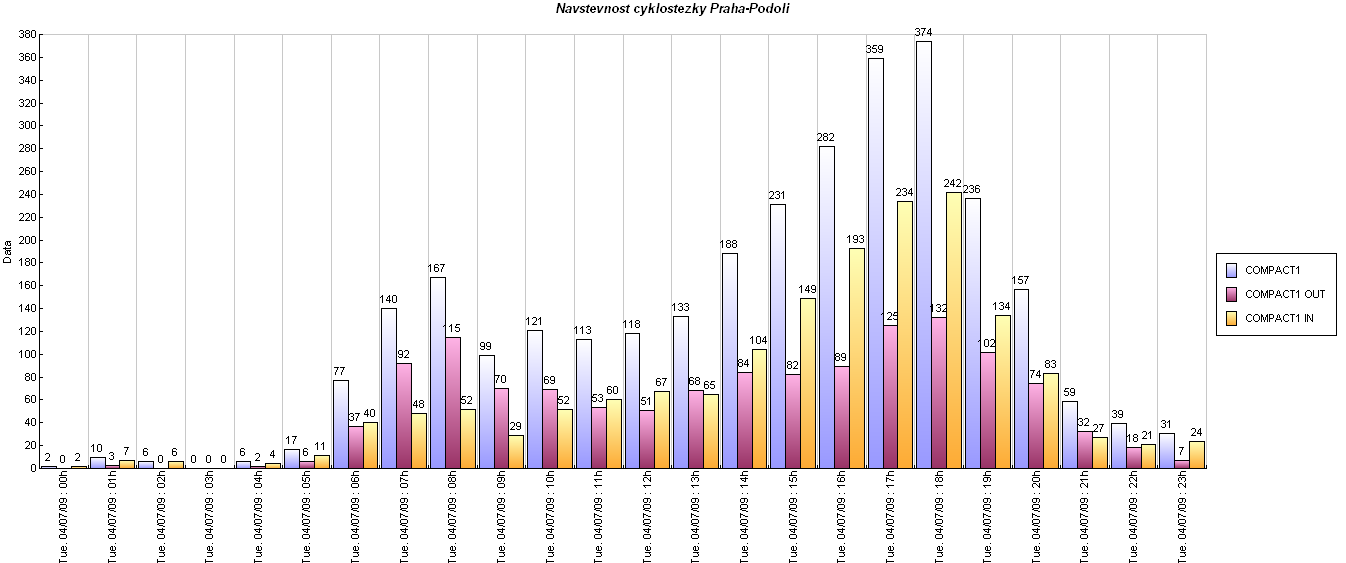 Navstevnost cyklostezky Praha-Podoli
Data
380
360
340
320
300
280
260
240
220
200
180
160
140
120
100
80
60
40
20
0
2 0 2
10 3 7
6 0 6
0 0 0
6 2 4
17 6 11
77 37 40
140 92 48
167 115 52
99 70 29
121 69 52
113 53 60
118 51 67
133 68 65
188 84 104
231 82 149
282 89 193
359 125 234
374 132 242
236 102 134
157 74 83
59 32 27
39 18 21
31 7 24
Tue. 04/07/09 : 00h
Tue. 04/07/09 : 01h
Tue. 04/07/09 : 02h
Tue. 04/07/09 : 03h
Tue. 04/07/09 : 04h
Tue. 04/07/09 : 05h
Tue. 04/07/09 : 06h
Tue. 04/07/09 : 07h
Tue. 04/07/09 : 08h
Tue. 04/07/09 : 09h
Tue. 04/07/09 : 10h
Tue. 04/07/09 : 11h
Tue. 04/07/09 : 12h
Tue. 04/07/09 : 13h
Tue. 04/07/09 : 14h
Tue. 04/07/09 : 15h
Tue. 04/07/09 : 16h
Tue. 04/07/09 : 17h
Tue. 04/07/09 : 18h
Tue. 04/07/09 : 19h
Tue. 04/07/09 : 20h
Tue. 04/07/09 : 21h
Tue. 04/07/09 : 22h
Tue. 04/07/09 : 23h
COMPACT1
COMPACT1 OUT
COMPACT1 IN